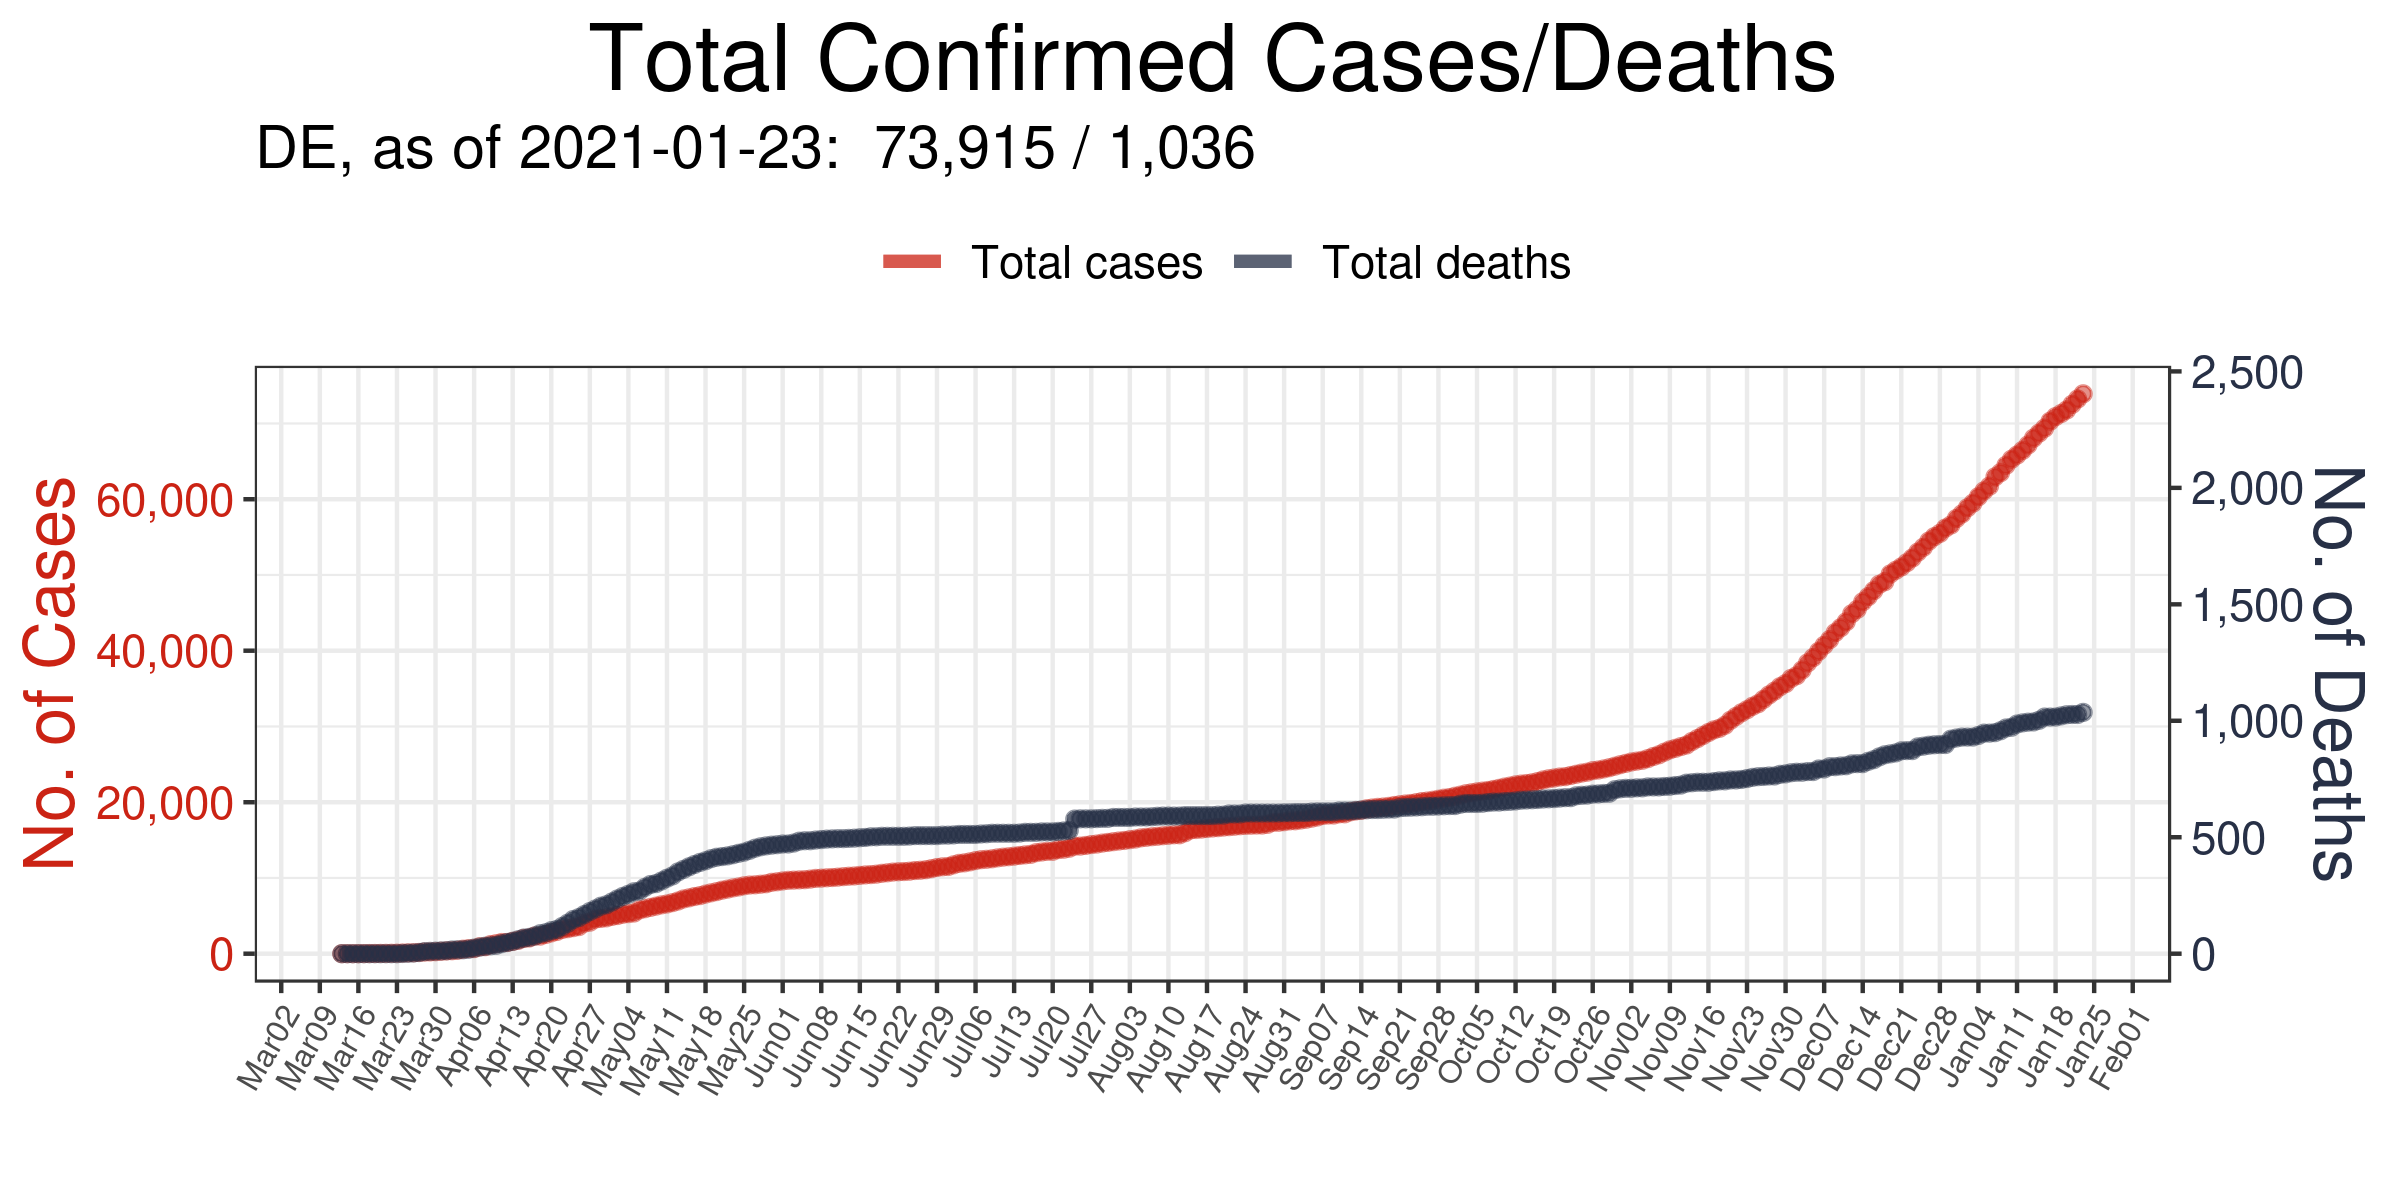 Total Confirmed Cases/Deaths
DE, as of 2021-01-23:  73,915 / 1,036
Total cases
Total deaths
No. of Cases
60,000
40,000
20,000
0
2,500
2,000
1,500
1,000
500
0
No. of Deaths
Mar02
Mar09
Mar16
Mar23
Mar30
Apr06
Apr13
Apr20
Apr27
May04
May11
May18
May25
Jun01
Jun08
Jun15
Jun22
Jun29
Jul06
Jul13
Jul20
Jul27
Aug03
Aug10
Aug17
Aug24
Aug31
Sep07
Sep14
Sep21
Sep28
Oct05
Oct12
Oct19
Oct26
Nov02
Nov09
Nov16
Nov23
Nov30
Dec07
Dec14
Dec21
Dec28
Jan04
Jan11
Jan18
Jan25
Feb01